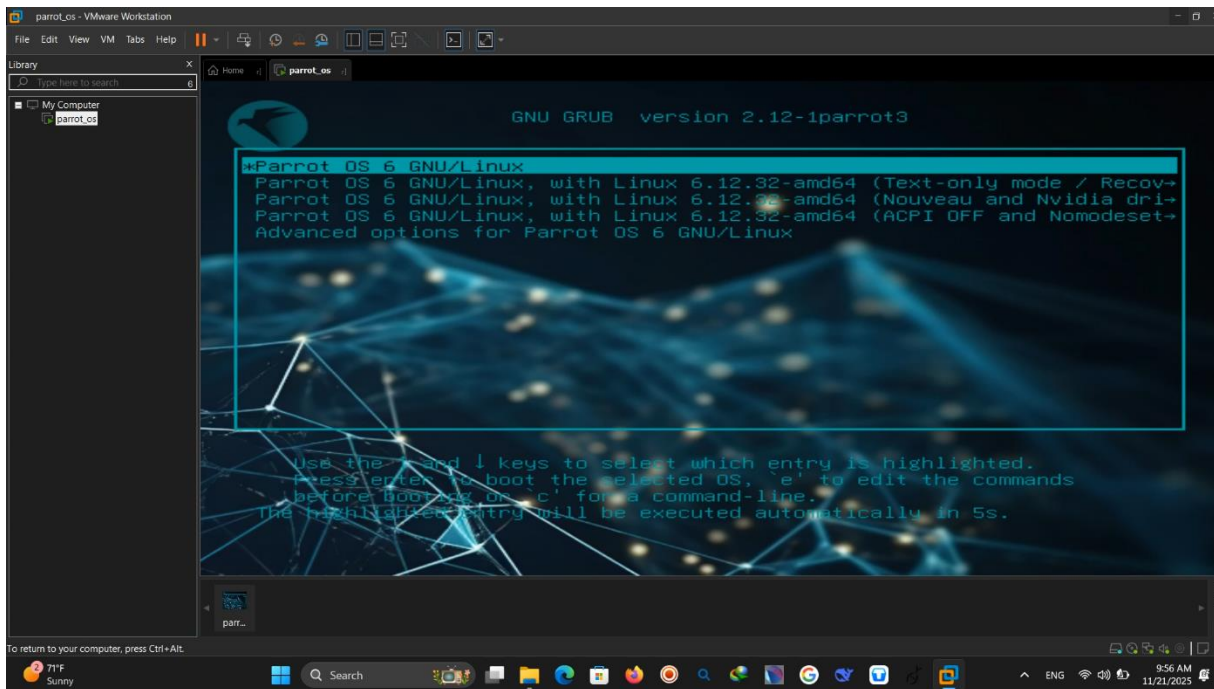 parrot_os - VMware Workstation
File Edit View VM Tabs Help
Library
Type here to search
Home
parrot_os
My Computer
parrot_os
GNU GRUB version 2.12-1parrot3
*Parrot OS 6 GNU/Linux
Parrot OS 6 GNU/Linux, with Linux 6.12.32-amd64 (Text-only mode / Recov→
Parrot OS 6 GNU/Linux, with Linux 6.12.32-amd64 (Nouveau and Nvidia dri→
Parrot OS 6 GNU/Linux, with Linux 6.12.32-amd64 (ACPI OFF and Nomodeset→
Advanced options for Parrot OS 6 GNU/Linux
Use the ↑ and ↓ keys to select which entry is highlighted.
Press enter to boot the selected OS, `e' to edit the commands
before booting or `c' for a command-line.
The highlighted entry will be executed automatically in 5s.
parr...
To return to your computer, press Ctrl+Alt.
2
71°F
Sunny
Search
ENG
9:56 AM
11/21/2025